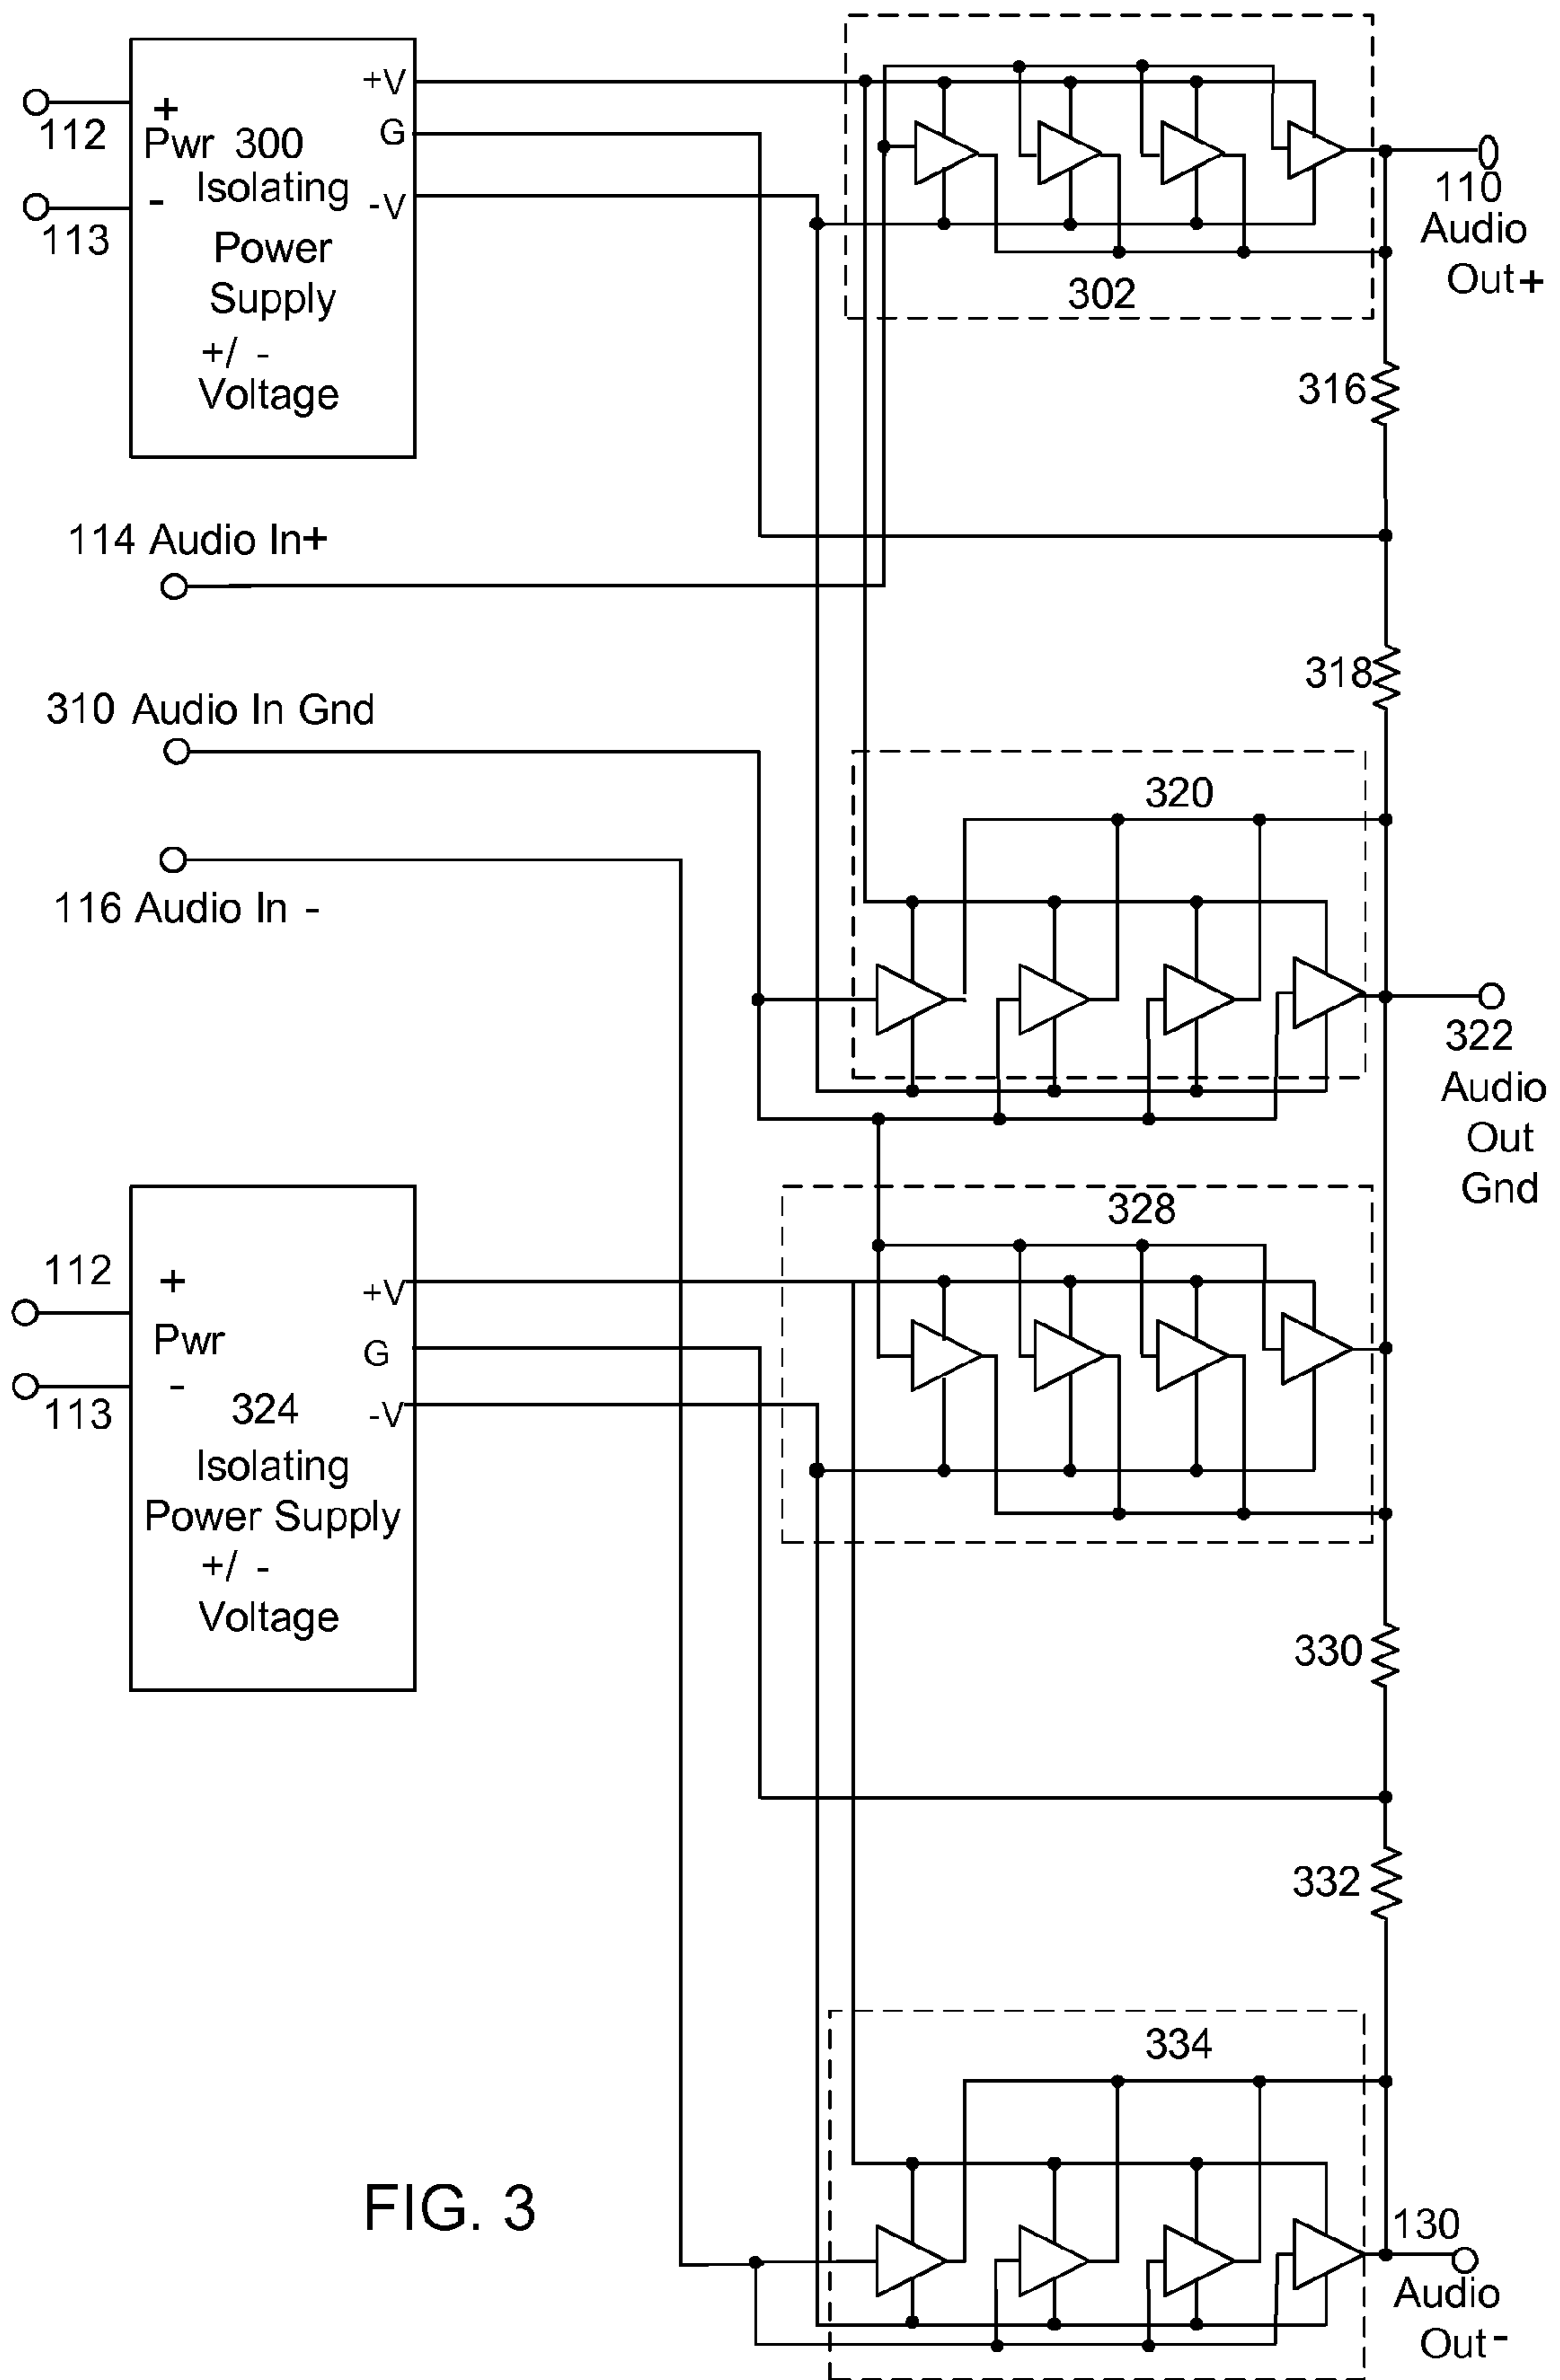 +V
+
112
G
Pwr 300
110
Isolating
-
-V
113
Audio
Power
Out+
Supply
302
+/ -
Voltage
316
114 Audio In+
318
310 Audio In Gnd
320
116 Audio In -
322
Audio
Out
Gnd
328
112
+
+V
Pwr
G
-
113
324
-V
Isolating
Power Supply
+/ -
Voltage
330
332
334
FIG. 3
130
Audio
Out-